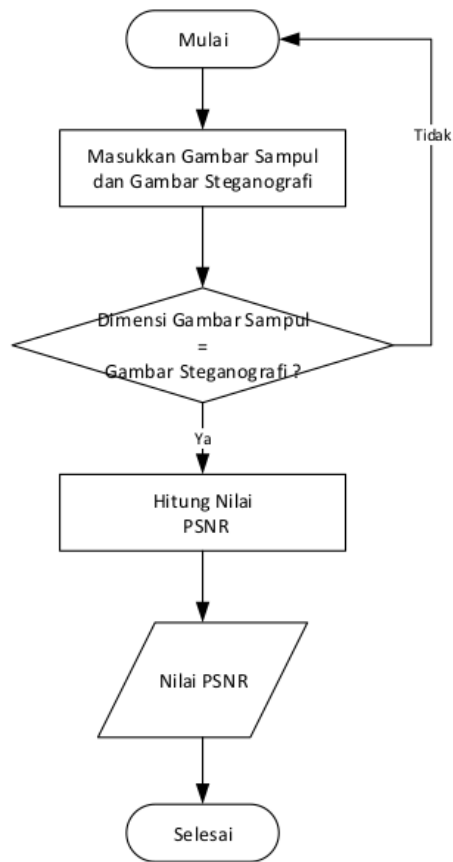 Mulai
Tidak
Masukkan Gambar Sampul
dan Gambar Steganografi
Dimensi Gambar Sampul
=
Gambar Steganografi ?
Ya
Hitung Nilai
PSNR
Nilai PSNR
Selesai